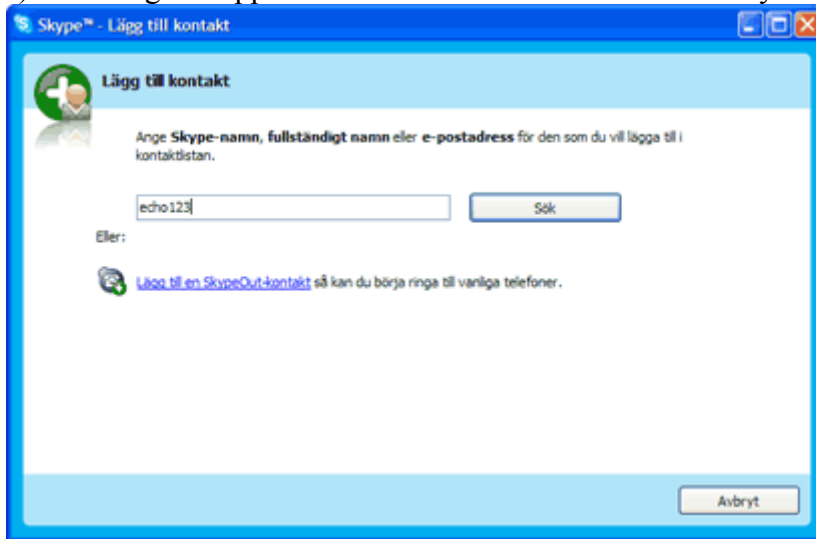 Skype™ - Lägg till kontakt
Lägg till kontakt
Ange Skype-namn, fullständigt namn eller e-postadress för den som du vill lägga till i
kontaktlistan.
echo123
Sök
Eller:
Lägg till en SkypeOut-kontakt så kan du börja ringa till vanliga telefoner.
Avbryt